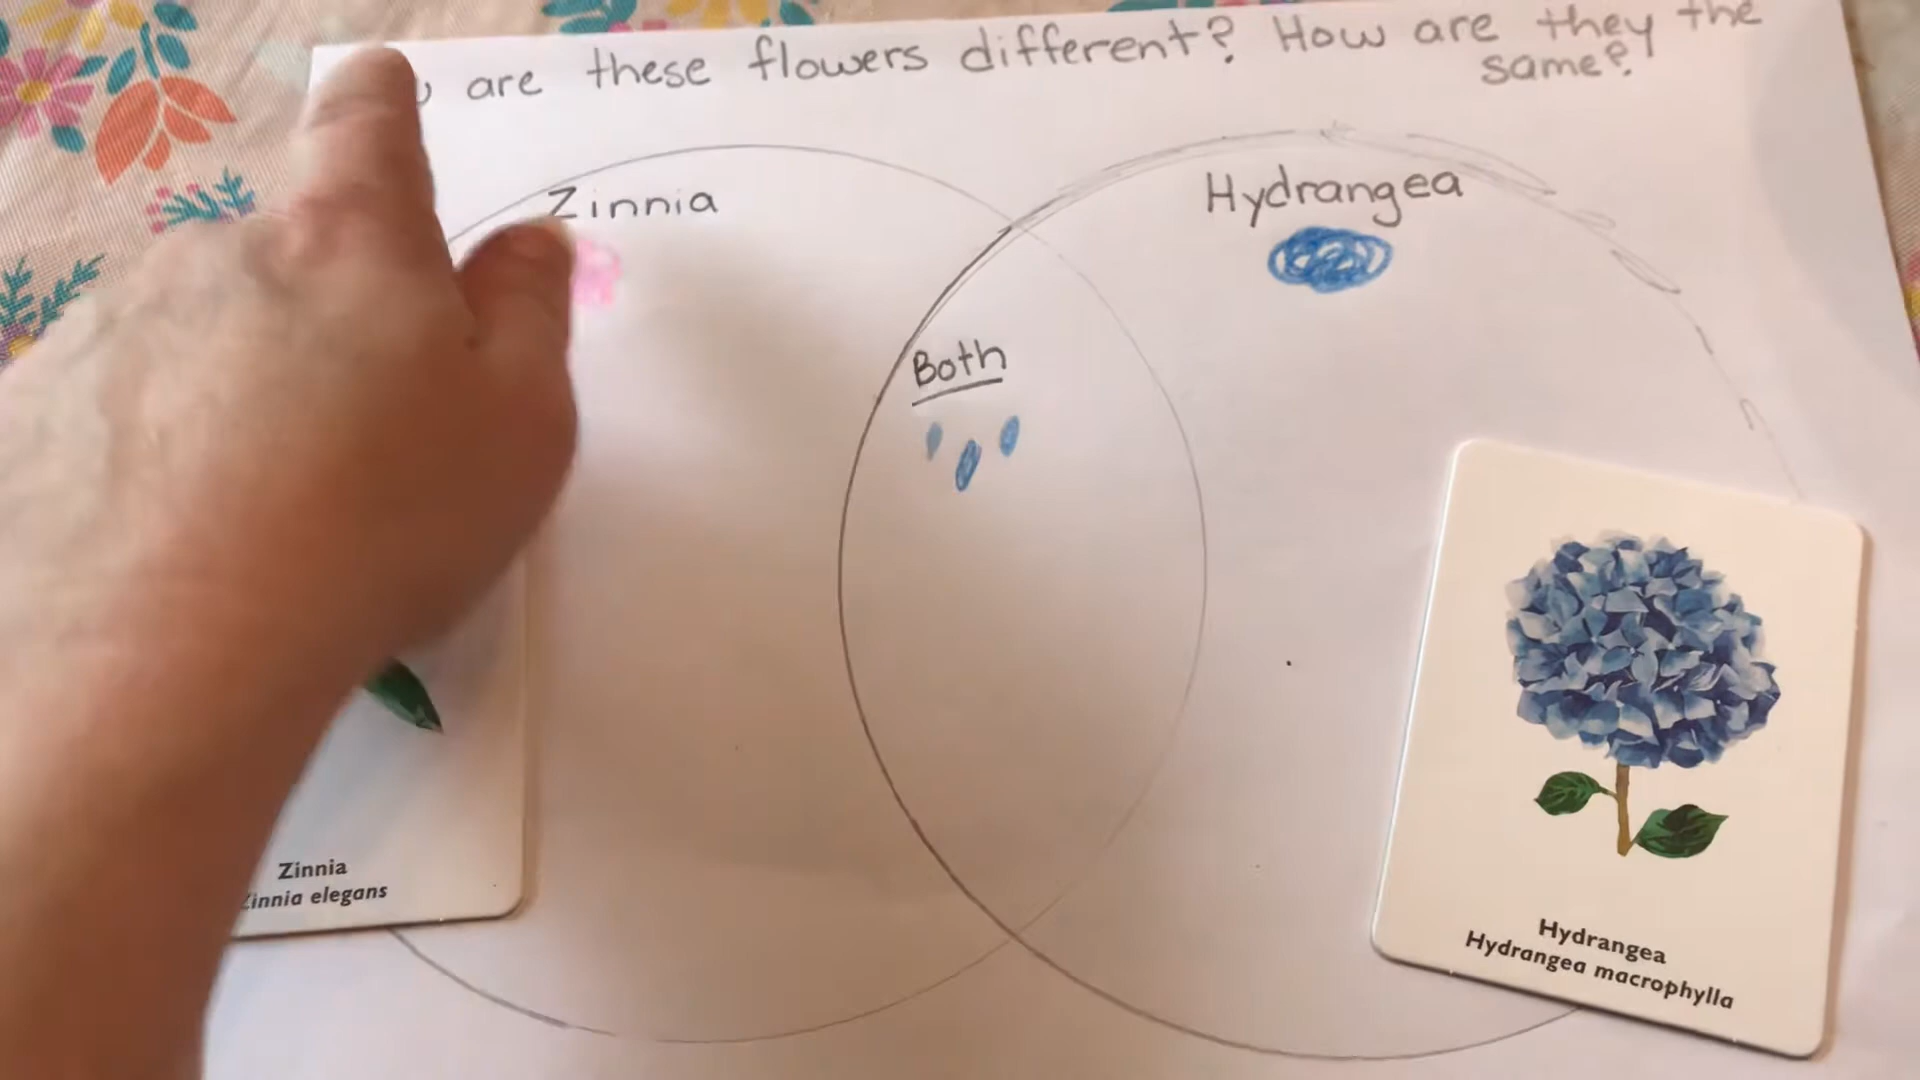 are these flowers different? How are they the
same?
Zinnia
Hydrangea
Both
Zinnia
Zinnia elegans
Hydrangea
Hydrangea macrophylla